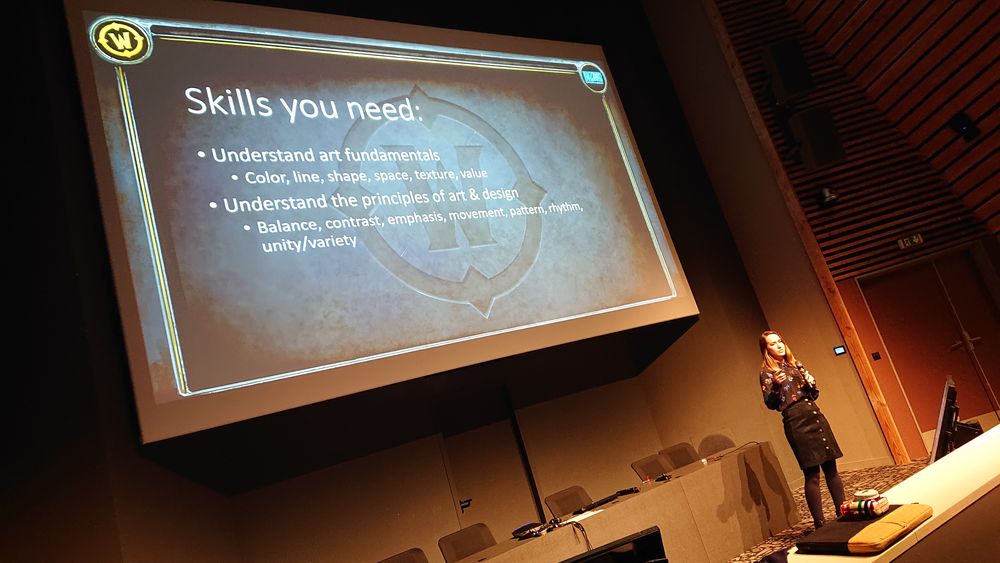 W
BLIZZARD
Skills you need:
• Understand art fundamentals
• Color, line, shape, space, texture, value
• Understand the principles of art & design
• Balance, contrast, emphasis, movement, pattern, rhythm,
unity/variety
W